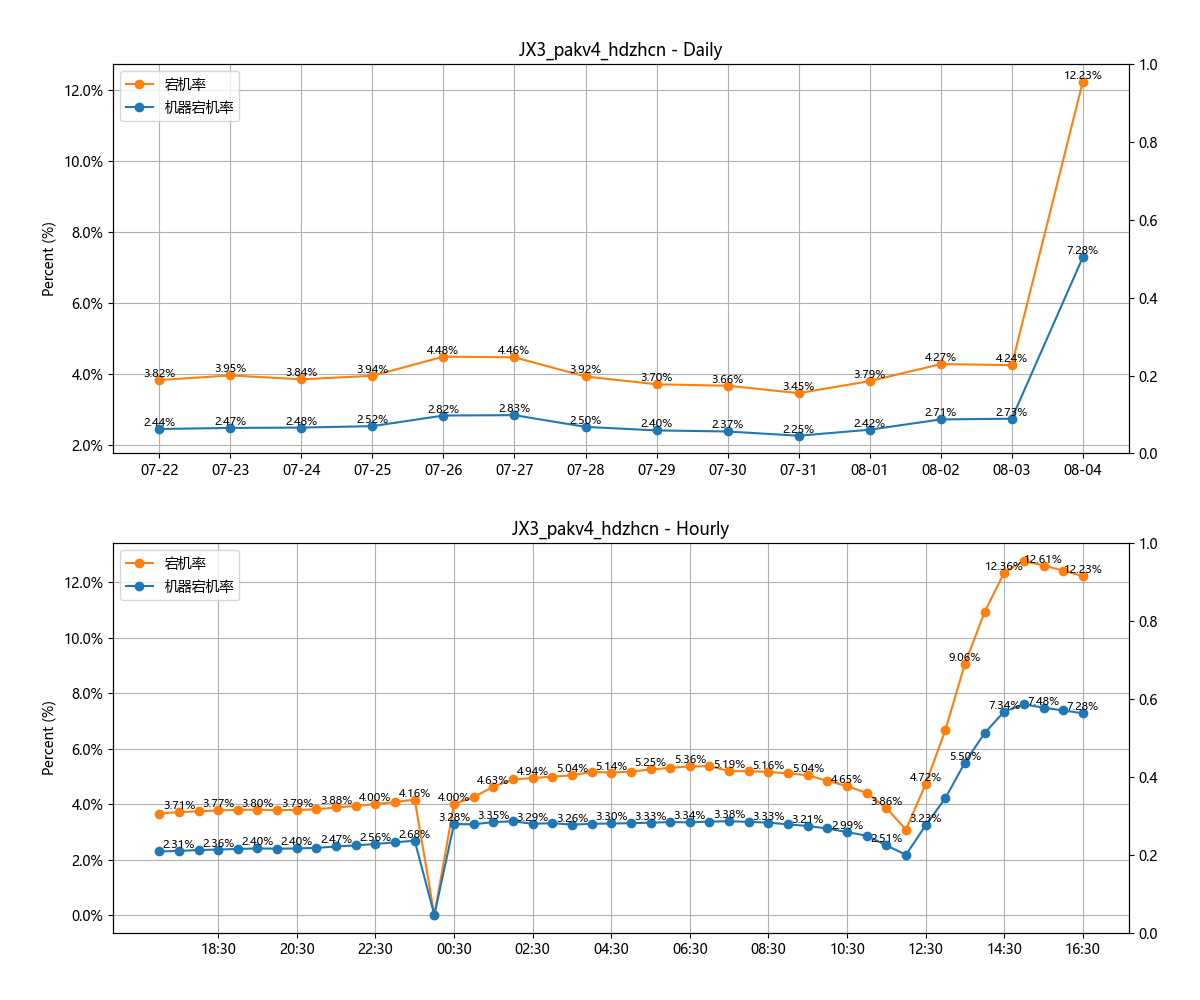 JX3_pakv4_hdzhcn - Daily
宕机率
机器宕机率
Percent (%)
12.0%
10.0%
8.0%
6.0%
4.0%
2.0%
1.0
0.8
0.6
0.4
0.2
0.0
3.82% 3.95% 3.84% 3.94% 4.48% 4.46% 3.92% 3.70% 3.66% 3.45% 3.79% 4.27% 4.24% 12.23%
2.44% 2.47% 2.48% 2.52% 2.82% 2.83% 2.50% 2.40% 2.37% 2.25% 2.42% 2.71% 2.73% 7.28%
07-22 07-23 07-24 07-25 07-26 07-27 07-28 07-29 07-30 07-31 08-01 08-02 08-03 08-04
JX3_pakv4_hdzhcn - Hourly
宕机率
机器宕机率
Percent (%)
12.0%
10.0%
8.0%
6.0%
4.0%
2.0%
0.0%
1.0
0.8
0.6
0.4
0.2
0.0
3.71% 3.77% 3.80% 3.79% 3.88% 4.00% 4.16% 4.00% 4.63% 4.94% 5.04% 5.14% 5.25% 5.36% 5.19% 5.16% 5.04% 4.65% 3.86% 4.72% 9.06% 12.36% 12.61% 12.23%
2.31% 2.36% 2.40% 2.40% 2.47% 2.56% 2.68% 3.28% 3.35% 3.29% 3.26% 3.30% 3.33% 3.34% 3.38% 3.33% 3.21% 2.99% 2.51% 3.23% 5.50% 7.34% 7.48% 7.28%
18:30 20:30 22:30 00:30 02:30 04:30 06:30 08:30 10:30 12:30 14:30 16:30